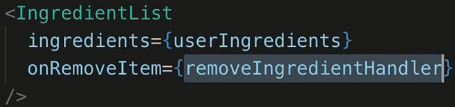 <IngredientList
ingredients={userIngredients}
onRemoveItem={removeIngredientHandler}
/>